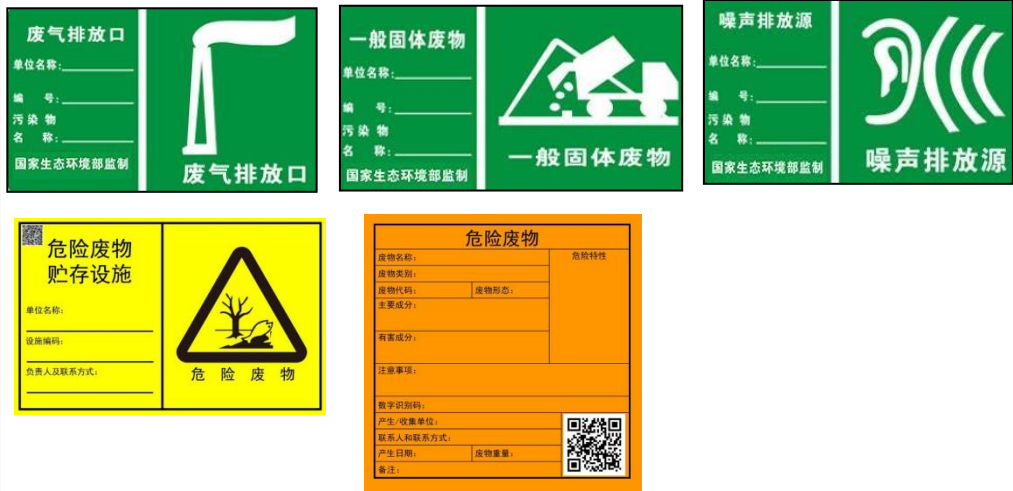 废气排放口
单位名称:
编 号:
污染物
名 称:
国家生态环境部监制
废气排放口
一般固体废物
单位名称:
编 号:
污染物
名 称:
国家生态环境部监制
一般固体废物
噪声排放源
单位名称:
编 号:
污染物
名 称:
国家生态环境部监制
噪声排放源
危险废物
贮存设施
单位名称:
设施编码:
负责人及联系方式:
危险废物
危险废物
废物名称:
危险特性
废物类别:
废物代码:
废物形态:
主要成分:
有害成分:
注意事项:
数字识别码:
产生/收集单位:
联系人和联系方式:
产生日期:
废物重量:
备注: